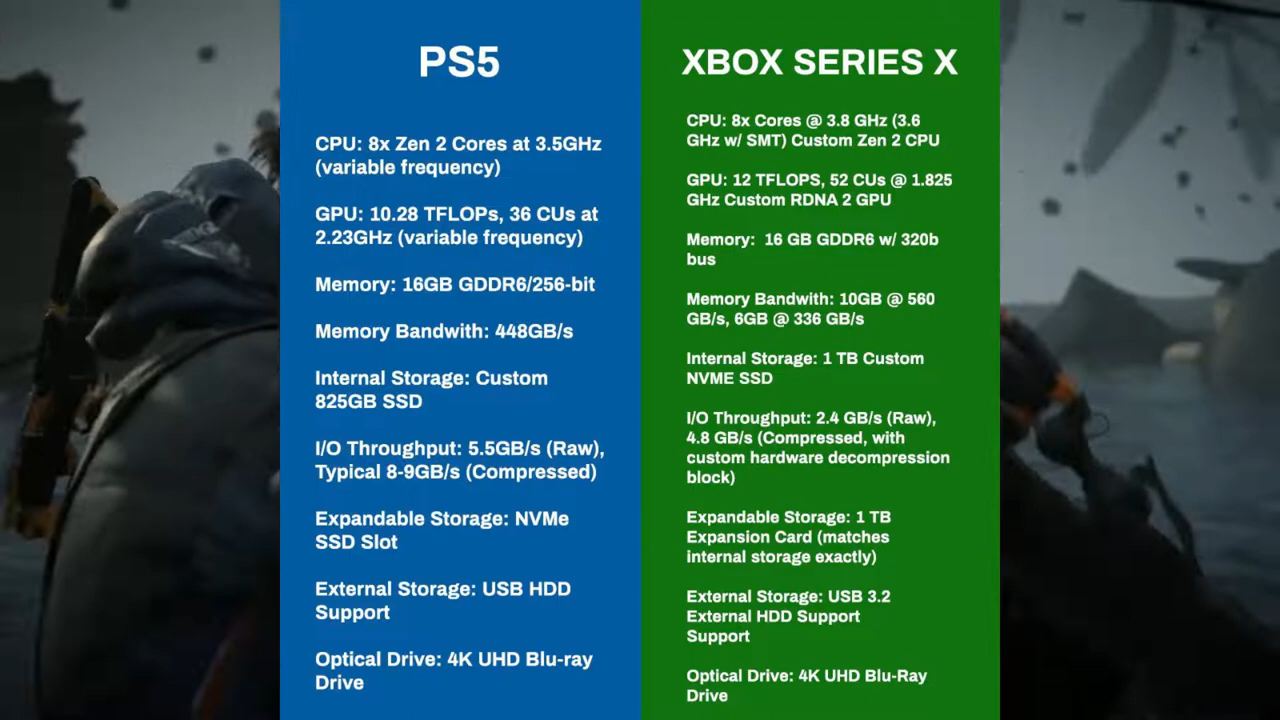 PS5
CPU: 8x Zen 2 Cores at 3.5GHz
(variable frequency)
GPU: 10.28 TFLOPs, 36 CUs at
2.23GHz (variable frequency)
Memory: 16GB GDDR6/256-bit
Memory Bandwith: 448GB/s
Internal Storage: Custom
825GB SSD
I/O Throughput: 5.5GB/s (Raw),
Typical 8-9GB/s (Compressed)
Expandable Storage: NVMe
SSD Slot
External Storage: USB HDD
Support
Optical Drive: 4K UHD Blu-ray
Drive
XBOX SERIES X
CPU: 8x Cores @ 3.8 GHz (3.6
GHz w/ SMT) Custom Zen 2 CPU
GPU: 12 TFLOPS, 52 CUs @ 1.825
GHz Custom RDNA 2 GPU
Memory: 16 GB GDDR6 w/ 320b
bus
Memory Bandwith: 10GB @ 560
GB/s, 6GB @ 336 GB/s
Internal Storage: 1 TB Custom
NVME SSD
I/O Throughput: 2.4 GB/s (Raw),
4.8 GB/s (Compressed, with
custom hardware decompression
block)
Expandable Storage: 1 TB
Expansion Card (matches
internal storage exactly)
External Storage: USB 3.2
External HDD Support
Support
Optical Drive: 4K UHD Blu-Ray
Drive